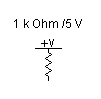 1 k Ohm /5 V
+V